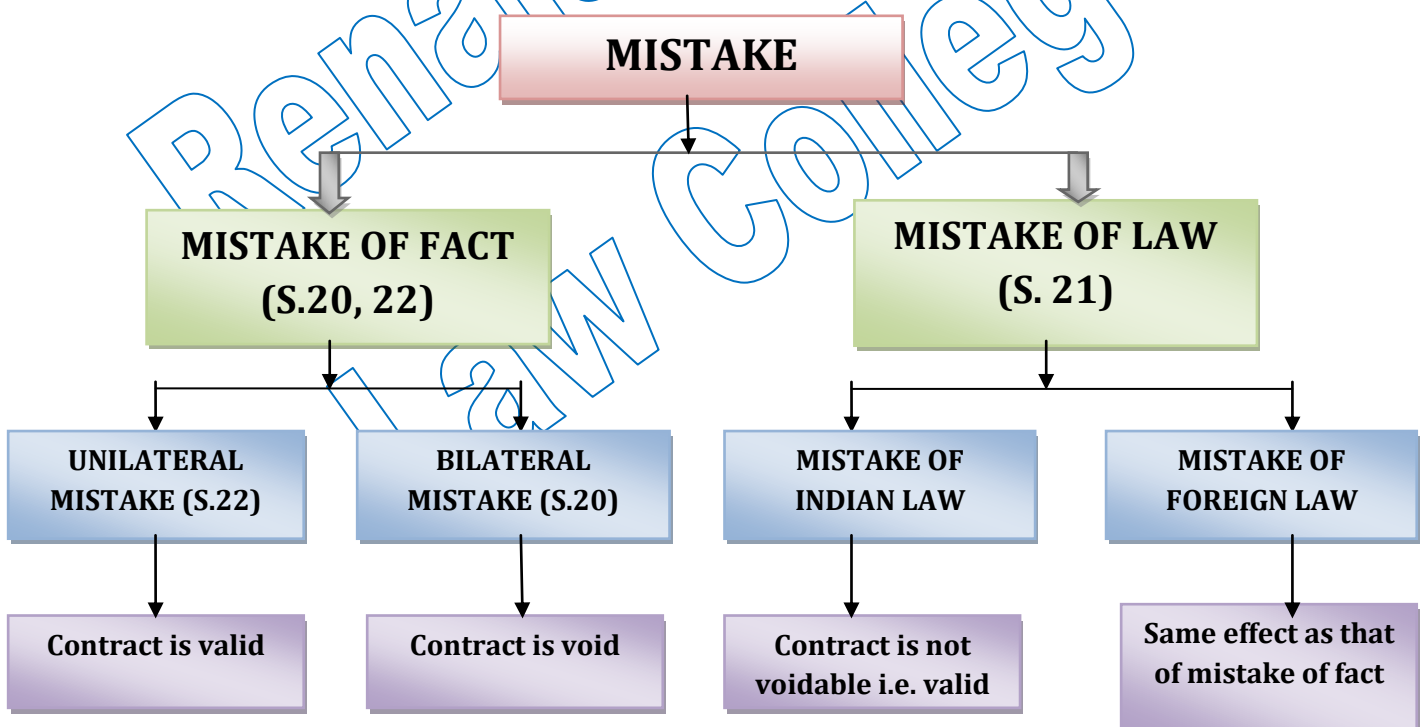 MISTAKE
MISTAKE OF FACT
(S.20, 22)
MISTAKE OF LAW
(S. 21)
UNILATERAL
MISTAKE (S.22)
BILATERAL
MISTAKE (S.20)
MISTAKE OF
INDIAN LAW
MISTAKE OF
FOREIGN LAW
Contract is valid
Contract is void
Contract is not
voidable i.e. valid
Same effect as that
of mistake of fact
Law